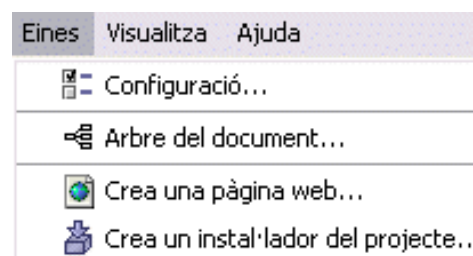 Eines Visualitza Ajuda
Configuració...
Arbre del document...
Crea una pàgina web...
Crea un instal·lador del projecte..